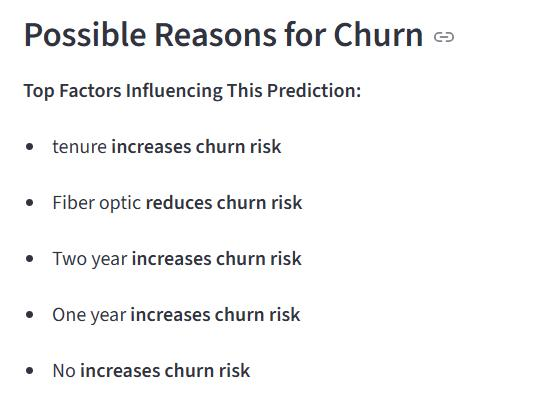 Possible Reasons for Churn
Top Factors Influencing This Prediction:
• tenure increases churn risk
• Fiber optic reduces churn risk
• Two year increases churn risk
• One year increases churn risk
• No increases churn risk